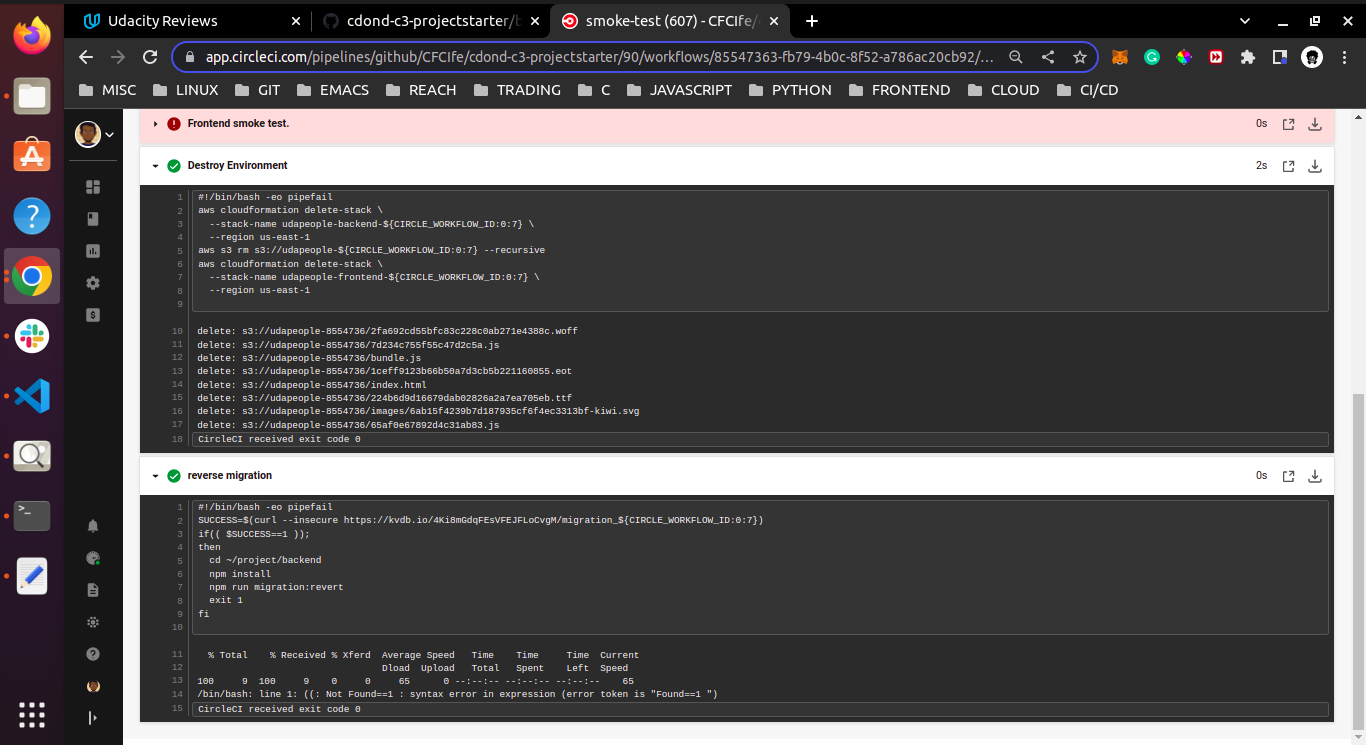 Udacity Reviews
cdond-c3-projectstarter/
smoke-test (607) - CFCIfe/
app.circleci.com/pipelines/github/CFCIfe/cdond-c3-projectstarter/90/workflows/85547363-fb79-4b0c-8f52-a786ac20cb92/...
MISC LINUX GIT EMACS REACH TRADING C JAVASCRIPT PYTHON FRONTEND CLOUD CI/CD
Frontend smoke test. 0s
Destroy Environment 2s
1 #!/bin/bash -eo pipefail
2 aws cloudformation delete-stack \
3 --stack-name udapeople-backend-${CIRCLE_WORKFLOW_ID:0:7} \
4 --region us-east-1
5 aws s3 rm s3://udapeople-${CIRCLE_WORKFLOW_ID:0:7} --recursive
6 aws cloudformation delete-stack \
7 --stack-name udapeople-frontend-${CIRCLE_WORKFLOW_ID:0:7} \
8 --region us-east-1
9
10 delete: s3://udapeople-8554736/2fa692cd55bfc83c228c0ab271e4388c.woff
11 delete: s3://udapeople-8554736/7d234c755f55c47d2c5a.js
12 delete: s3://udapeople-8554736/bundle.js
13 delete: s3://udapeople-8554736/1ceff9123b66b50a7d3cb5b221160855.eot
14 delete: s3://udapeople-8554736/index.html
15 delete: s3://udapeople-8554736/224b6d9d16679dab02826a2a7ea705eb.ttf
16 delete: s3://udapeople-8554736/images/6ab15f4239b7d187935cf6f4ec3313bf-kiwi.svg
17 delete: s3://udapeople-8554736/65af0e67892d4c31ab83.js
18 CircleCI received exit code 0
reverse migration 0s
1 #!/bin/bash -eo pipefail
2 SUCCESS=$(curl --insecure https://kvdb.io/4Ki8mGdqFEsVFEJFLoCvgM/migration_${CIRCLE_WORKFLOW_ID:0:7})
3 if(( $SUCCESS==1 ));
4 then
5 cd ~/project/backend
6 npm install
7 npm run migration:revert
8 exit 1
9 fi
10
11 % Total % Received % Xferd Average Speed Time Time Time Current
12 Dload Upload Total Spent Left Speed
13 100 9 100 9 0 0 65 0 --:--:-- --:--:-- --:--:-- 65
14 /bin/bash: line 1: ((: Not Found==1 : syntax error in expression (error token is "Found==1 ")
15 CircleCI received exit code 0